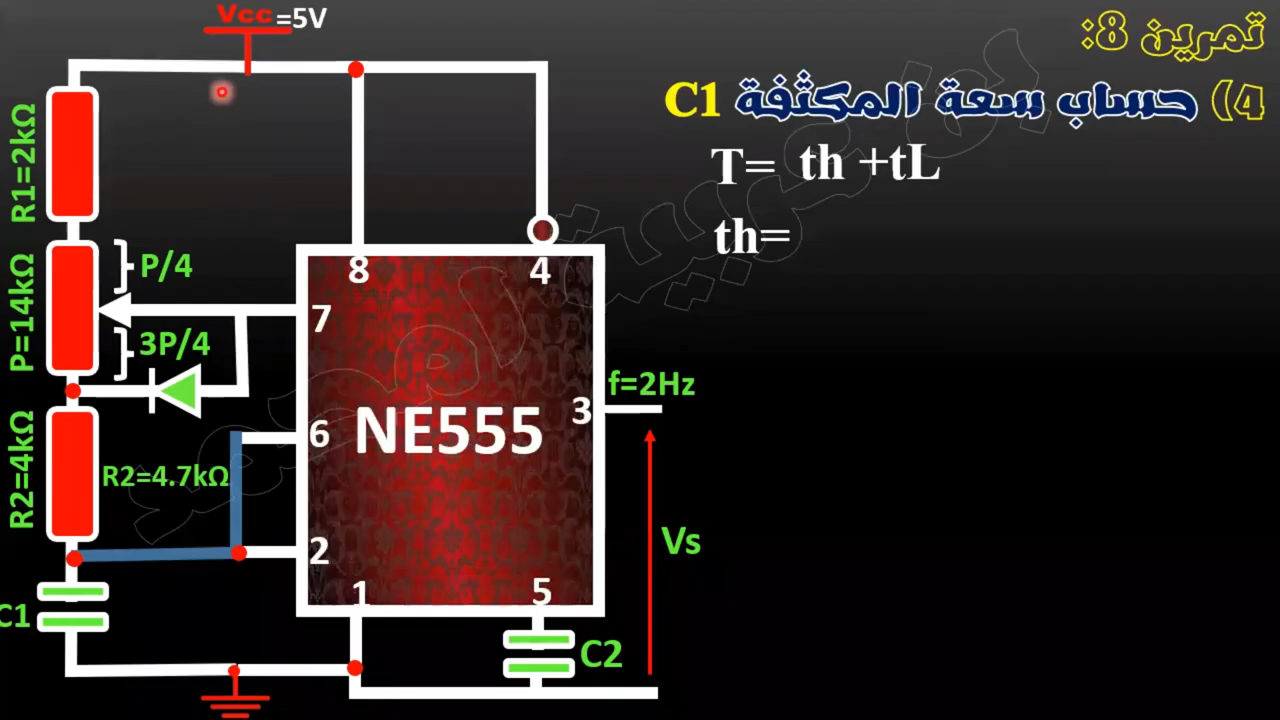 تمرين 8:
4) حساب سعة المكثفة C1
T= th +tL
th=
Vcc=5V
R1=2kΩ
P=14kΩ
P/4
3P/4
R2=4kΩ
R2=4.7kΩ
C1
8
4
7
6
2
1
5
3
NE555
f=2Hz
Vs
C2